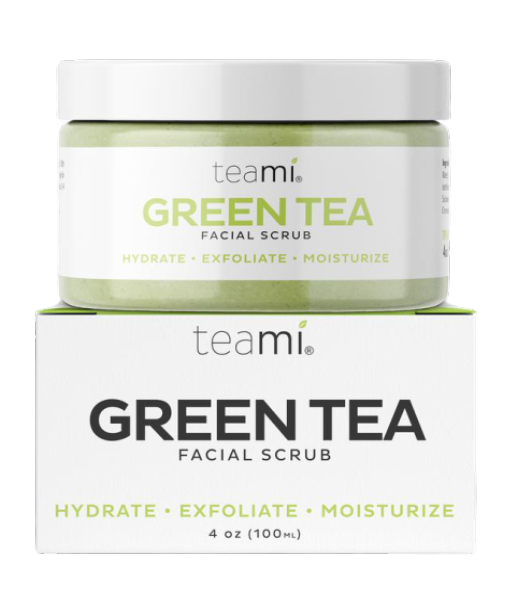 teami®
GREEN TEA
FACIAL SCRUB
HYDRATE • EXFOLIATE • MOISTURIZE
teami®
GREEN TEA
FACIAL SCRUB
HYDRATE • EXFOLIATE • MOISTURIZE
4 oz (100ML)